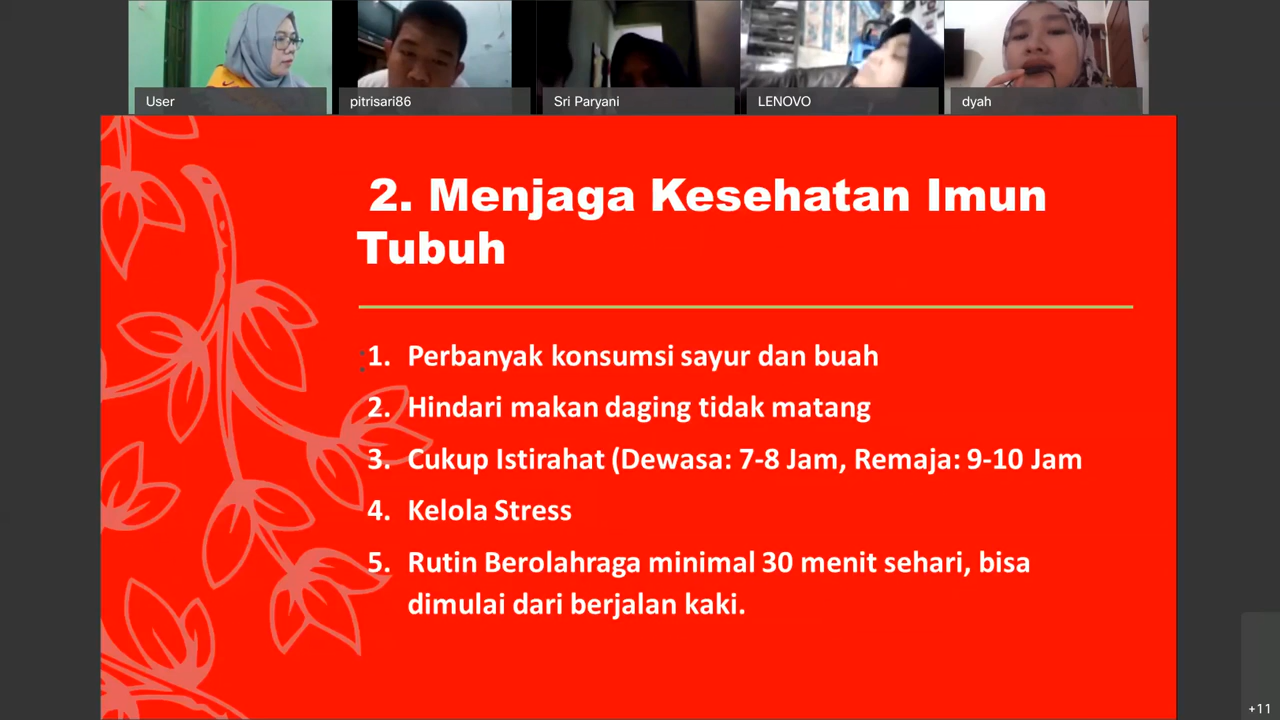 User
pitrisari86
Sri Paryani
LENOVO
dyah
2. Menjaga Kesehatan Imun
Tubuh
1. Perbanyak konsumsi sayur dan buah
2. Hindari makan daging tidak matang
3. Cukup Istirahat (Dewasa: 7-8 Jam, Remaja: 9-10 Jam
4. Kelola Stress
5. Rutin Berolahraga minimal 30 menit sehari, bisa
dimulai dari berjalan kaki.
+11